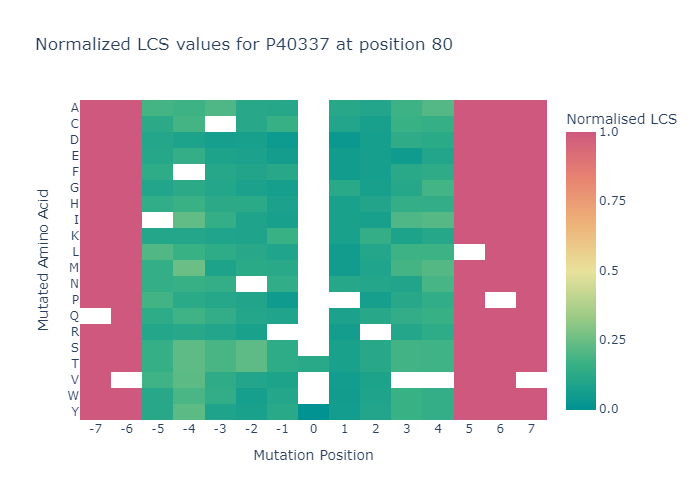 Normalized LCS values for P40337 at position 80
Normalised LCS
Mutated Amino Acid
A
C
D
E
F
G
H
I
K
L
M
N
P
Q
R
S
T
V
W
Y
-7 -6 -5 -4 -3 -2 -1 0 1 2 3 4 5 6 7
Mutation Position
1.0
0.75
0.5
0.25
0.0